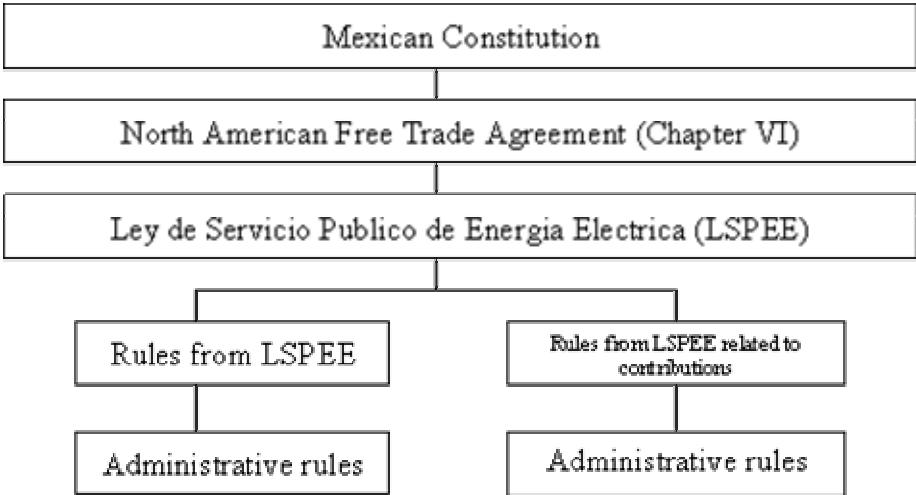 Mexican Constitution
North American Free Trade Agreement (Chapter VI)
Ley de Servicio Publico de Energia Electrica (LSPEE)
Rules from LSPEE
Rules from LSPEE related to
contributions
Administrative rules
Administrative rules